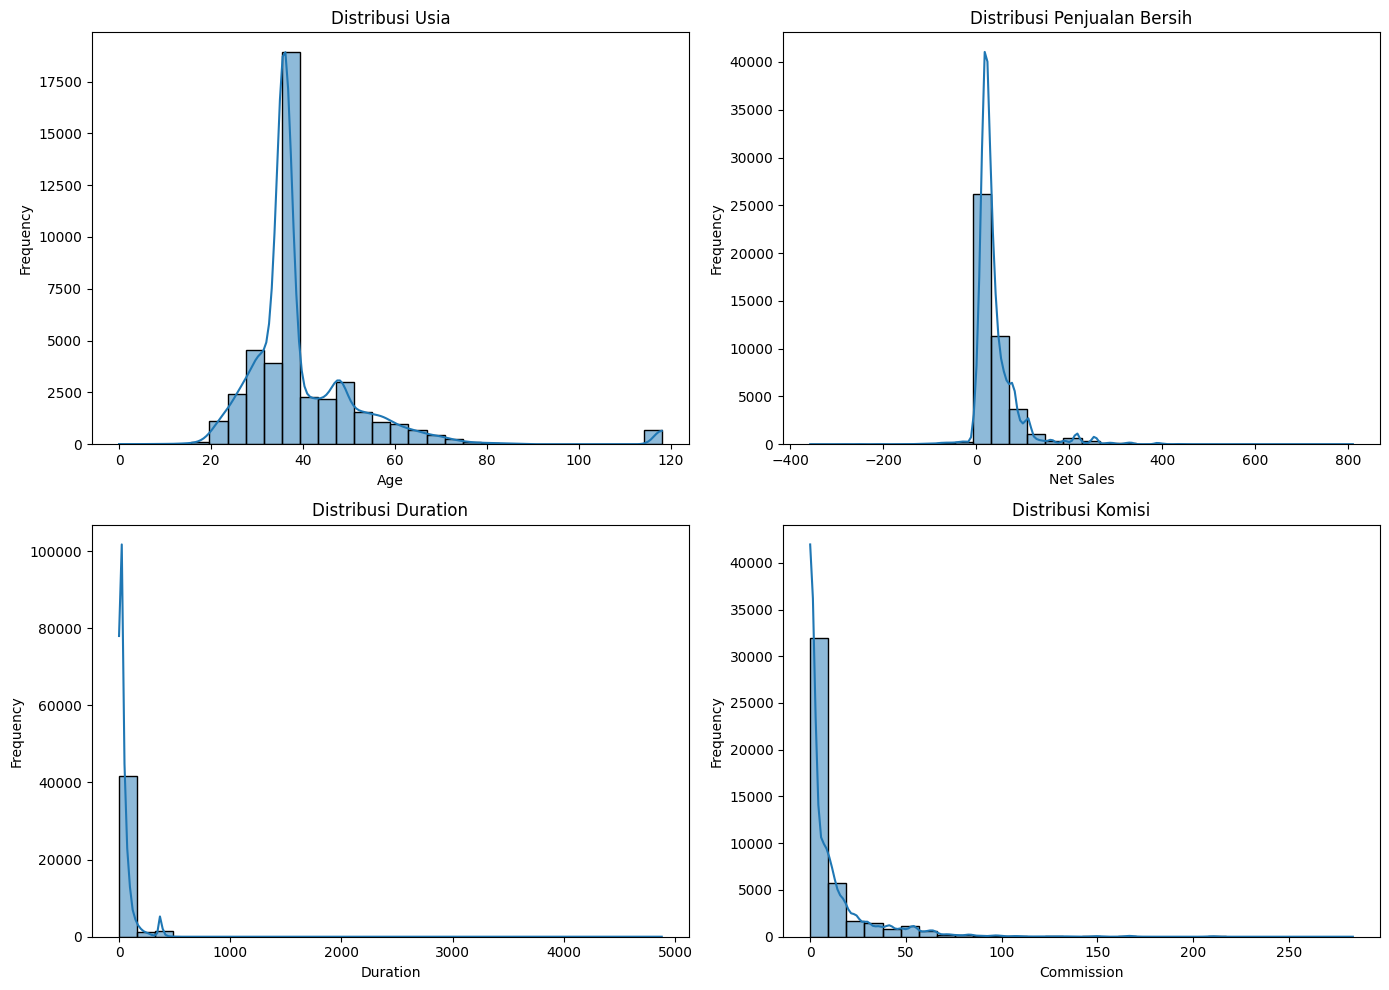 Distribusi Usia
17500
15000
12500
10000
7500
5000
2500
0
Frequency
0 20 40 60 80 100 120
Age
Distribusi Penjualan Bersih
40000
35000
30000
25000
20000
15000
10000
5000
0
Frequency
−400 −200 0 200 400 600 800
Net Sales
Distribusi Duration
100000
80000
60000
40000
20000
0
Frequency
0 1000 2000 3000 4000 5000
Duration
Distribusi Komisi
40000
35000
30000
25000
20000
15000
10000
5000
0
Frequency
0 50 100 150 200 250
Commission